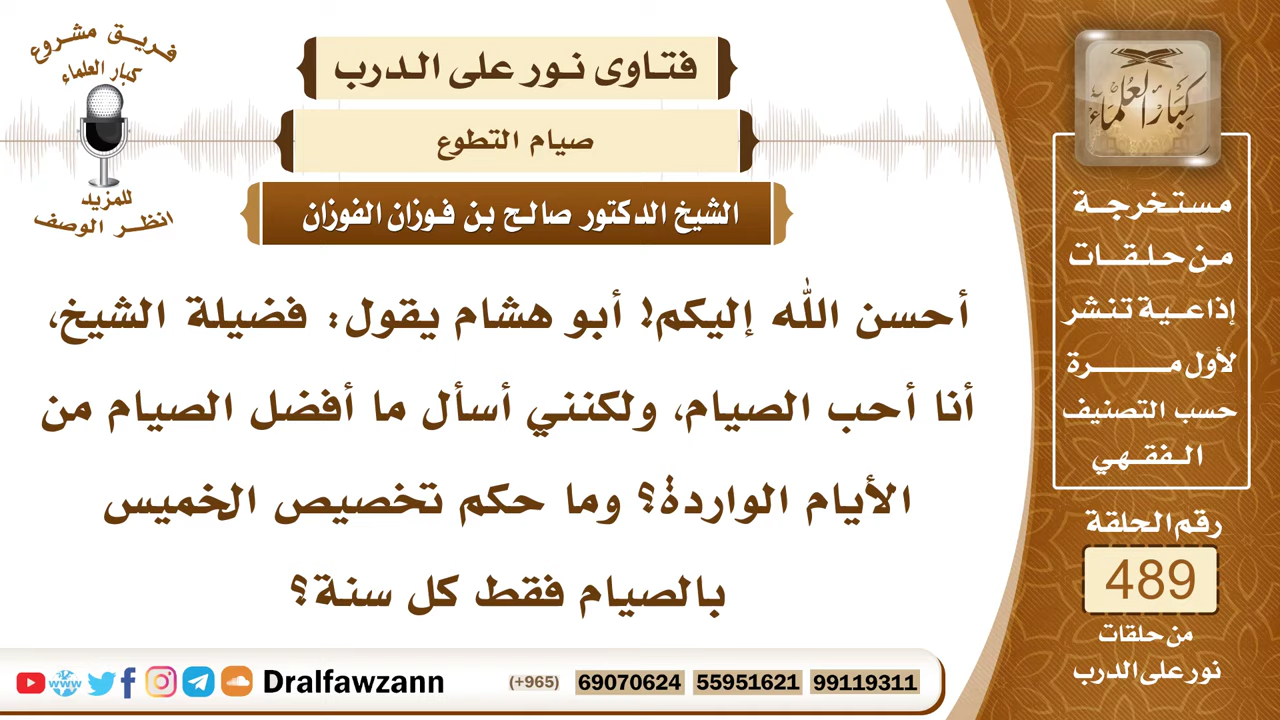 فتاوى نور على الدرب
صيام التطوع
الشيخ الدكتور صالح بن فوزان الفوزان
أحسن الله إليكم! أبو هشام يقول: فضيلة الشيخ،
أنا أحب الصيام، ولكنني أسأل ما أفضل الصيام من
الأيام الواردة؟ وما حكم تخصيص الخميس
بالصيام فقط كل سنة؟
كبار العلماء
مستخرجة
من حلقات
إذاعية تنشر
لأول مرة
حسب التصنيف
الفقهي
رقم الحلقة
489
من حلقات
نور على الدرب
فريق مشروع
كبار العلماء
للمزيد
انظر الوصف
www Dralfawzann (+965) 69070624 55951621 99119311